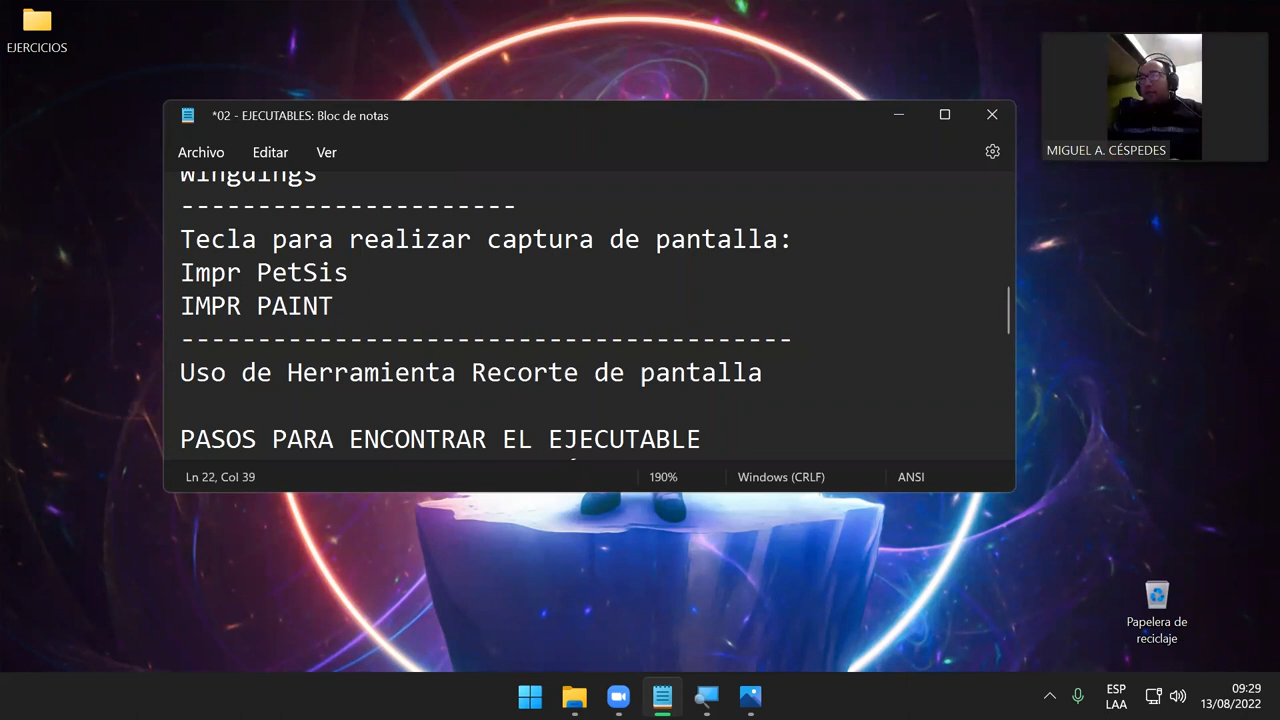 EJERCICIOS
*02 - EJECUTABLES: Bloc de notas
Archivo Editar Ver
Wingdings
----------------------
Tecla para realizar captura de pantalla:
Impr PetSis
IMPR PAINT
----------------------------------------
Uso de Herramienta Recorte de pantalla
PASOS PARA ENCONTRAR EL EJECUTABLE
Ln 22, Col 39 190% Windows (CRLF) ANSI
MIGUEL A. CÉSPEDES
Papelera de
reciclaje
ESP
LAA
09:29
13/08/2022